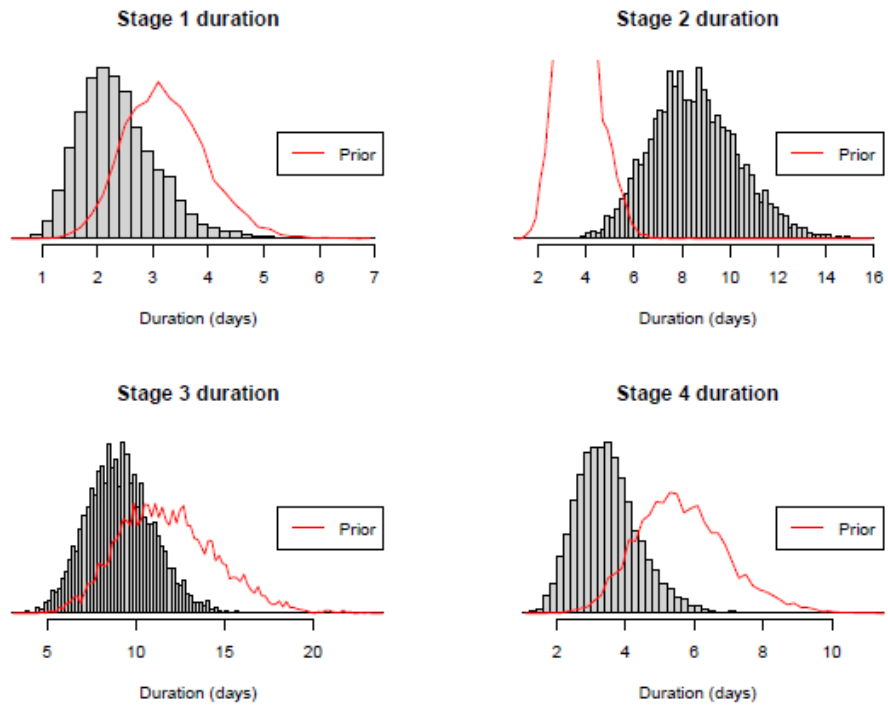 Stage 1 duration
Prior
1 2 3 4 5 6 7
Duration (days)
Stage 2 duration
Prior
2 4 6 8 10 12 14 16
Duration (days)
Stage 3 duration
Prior
5 10 15 20
Duration (days)
Stage 4 duration
Prior
2 4 6 8 10
Duration (days)